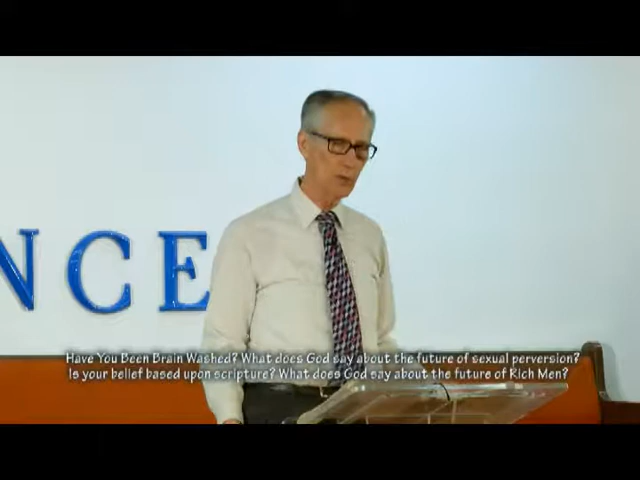 NCE
Have You Been Brain Washed? What does God say about the future of sexual perversion?
Is your belief based upon scripture? What does God say about the future of Rich Men?